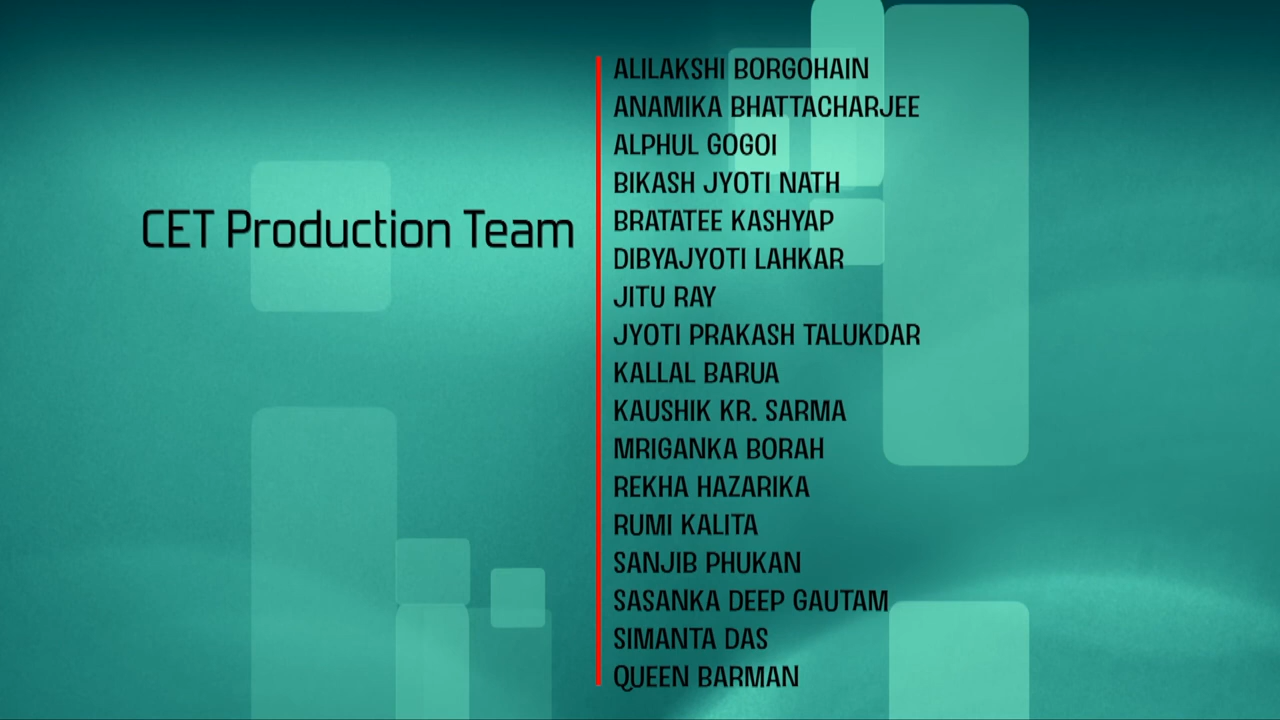 CET Production Team
ALILAKSHI BORGOHAIN
ANAMIKA BHATTACHARJEE
ALPHUL GOGOI
BIKASH JYOTI NATH
BRATATEE KASHYAP
DIBYAJYOTI LAHKAR
JITU RAY
JYOTI PRAKASH TALUKDAR
KALLAL BARUA
KAUSHIK KR. SARMA
MRIGANKA BORAH
REKHA HAZARIKA
RUMI KALITA
SANJIB PHUKAN
SASANKA DEEP GAUTAM
SIMANTA DAS
QUEEN BARMAN